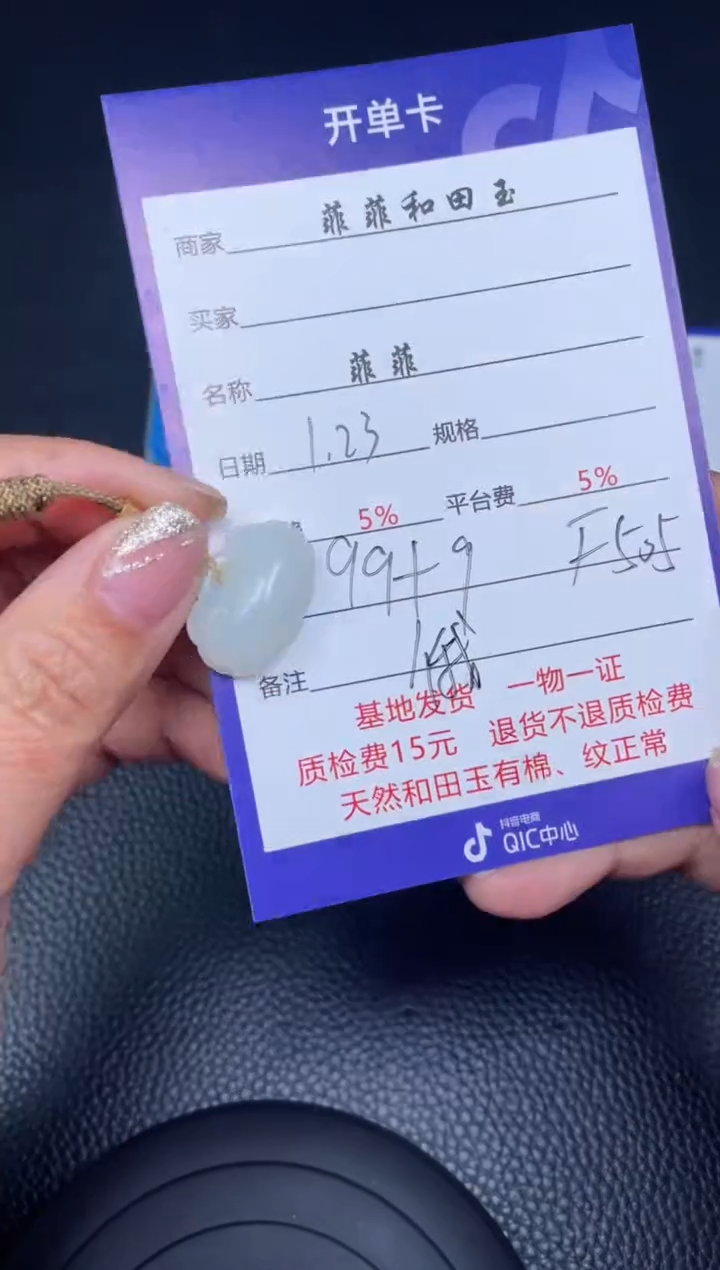 开单卡
商家 菲菲和田玉
买家
名称 菲菲
日期 1.23 规格
5% 平台费 5%
99+9 F505
备注
基地发货 一物一证
质检费15元 退货不退质检费
天然和田玉有棉、纹正常
抖音电商
QIC中心